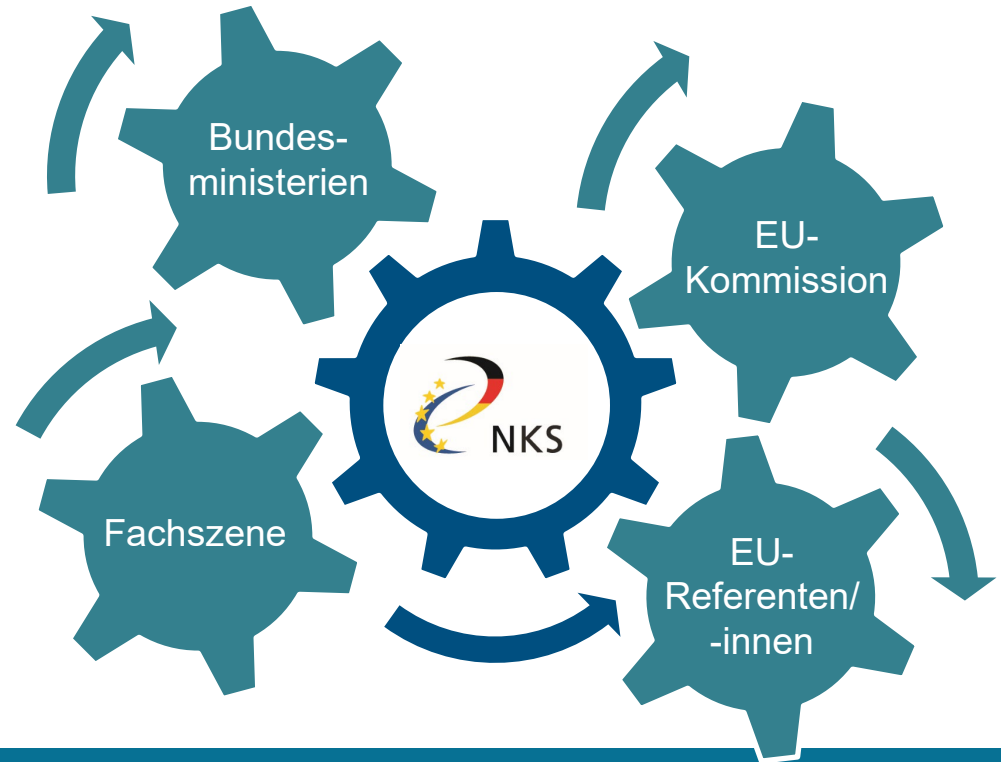 Bundes-
ministerien
EU-
Kommission
NKS
Fachszene
EU-
Referenten/
-innen